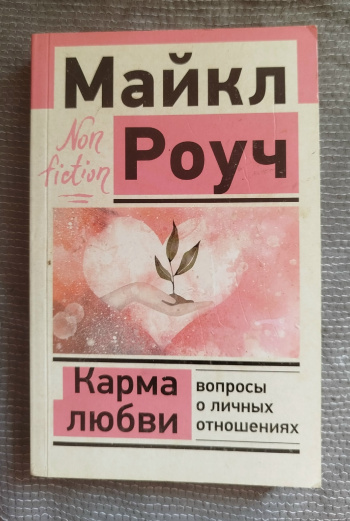 Майкл
Non
fiction
Роуч
Карма
любви
вопросы
о личных
отношениях